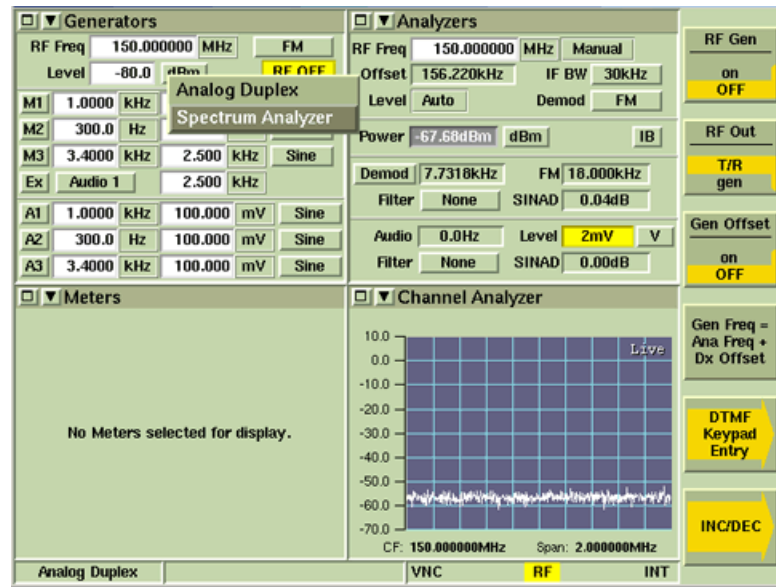 Generators
RF Freq 150.000000 MHz FM
Level -80.0 dBm RF OFF
Analog Duplex
Spectrum Analyzer
M1 1.0000 kHz
M2 300.0 Hz
M3 3.4000 kHz 2.500 kHz Sine
Ex Audio 1 2.500 kHz
A1 1.0000 kHz 100.000 mV Sine
A2 300.0 Hz 100.000 mV Sine
A3 3.4000 kHz 100.000 mV Sine
Analyzers
RF Freq 150.000000 MHz Manual
Offset 156.220kHz IF BW 30kHz
Level Auto Demod FM
Power -67.68dBm dBm IB
Demod 7.7318kHz FM 18.000kHz
Filter None SINAD 0.04dB
Audio 0.0Hz Level 2mV V
Filter None SINAD 0.00dB
Meters
No Meters selected for display.
Channel Analyzer
Live
10.0
0.0
-10.0
-20.0
-30.0
-40.0
-50.0
-60.0
-70.0
CF: 150.000000MHz Span: 2.000000MHz
RF Gen
on
OFF
RF Out
T/R
gen
Gen Offset
on
OFF
Gen Freq =
Ana Freq +
Dx Offset
DTMF
Keypad
Entry
INC/DEC
Analog Duplex VNC RF INT